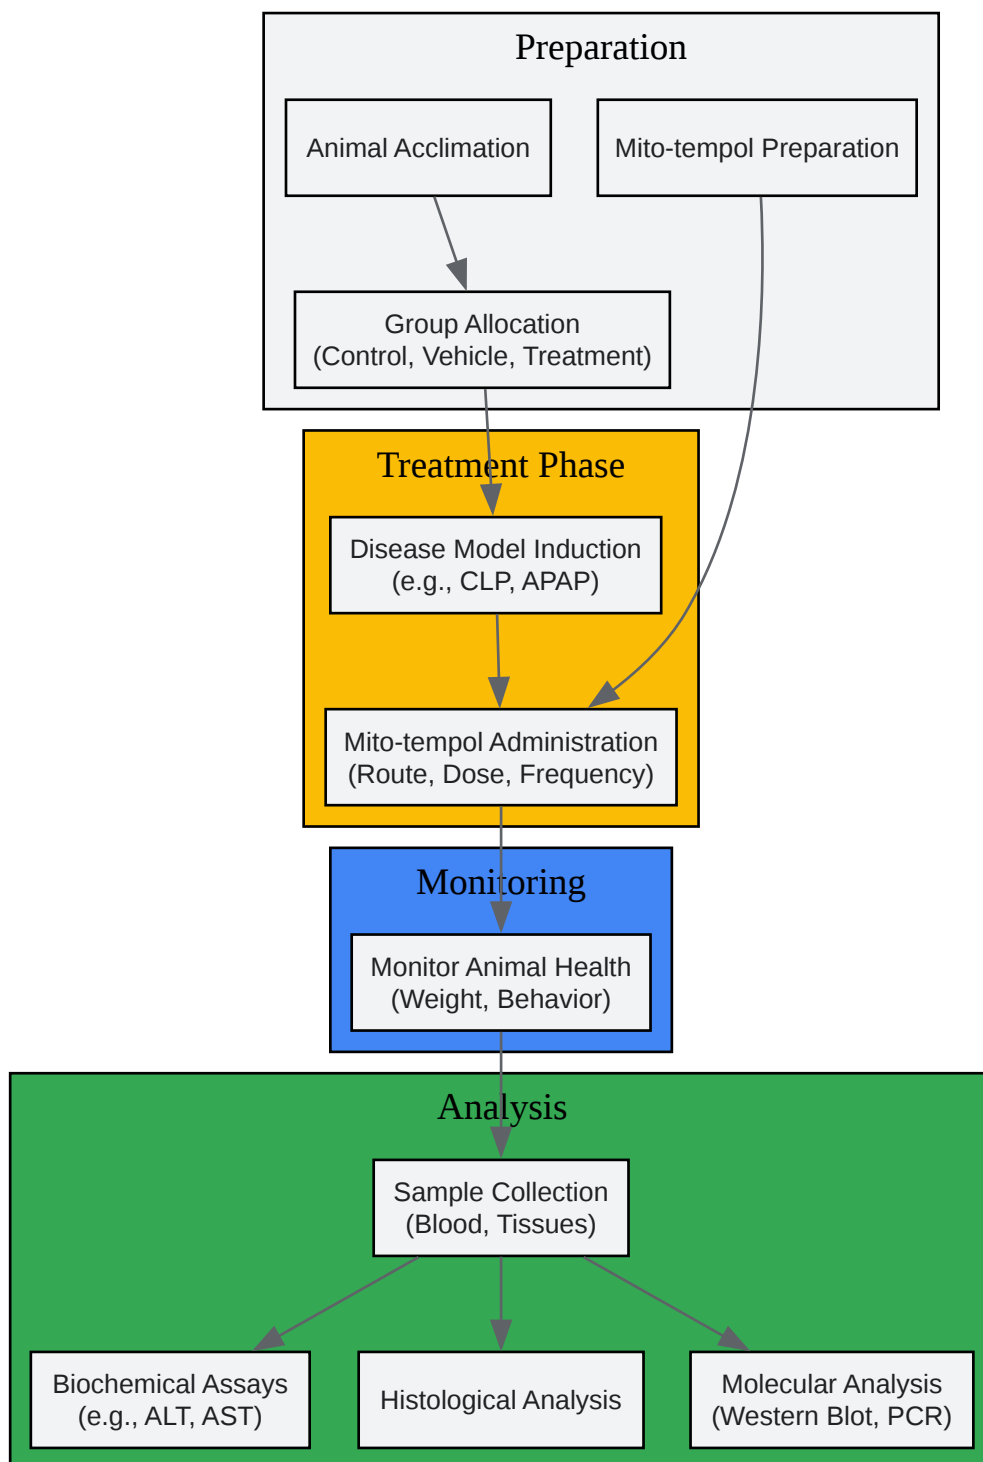 Preparation
Animal Acclimation
Mito-tempol Preparation
Group Allocation
(Control, Vehicle, Treatment)
Treatment Phase
Disease Model Induction
(e.g., CLP, APAP)
Mito-tempol Administration
(Route, Dose, Frequency)
Monitoring
Monitor Animal Health
(Weight, Behavior)
Analysis
Sample Collection
(Blood, Tissues)
Biochemical Assays
(e.g., ALT, AST)
Histological Analysis
Molecular Analysis
(Western Blot, PCR)